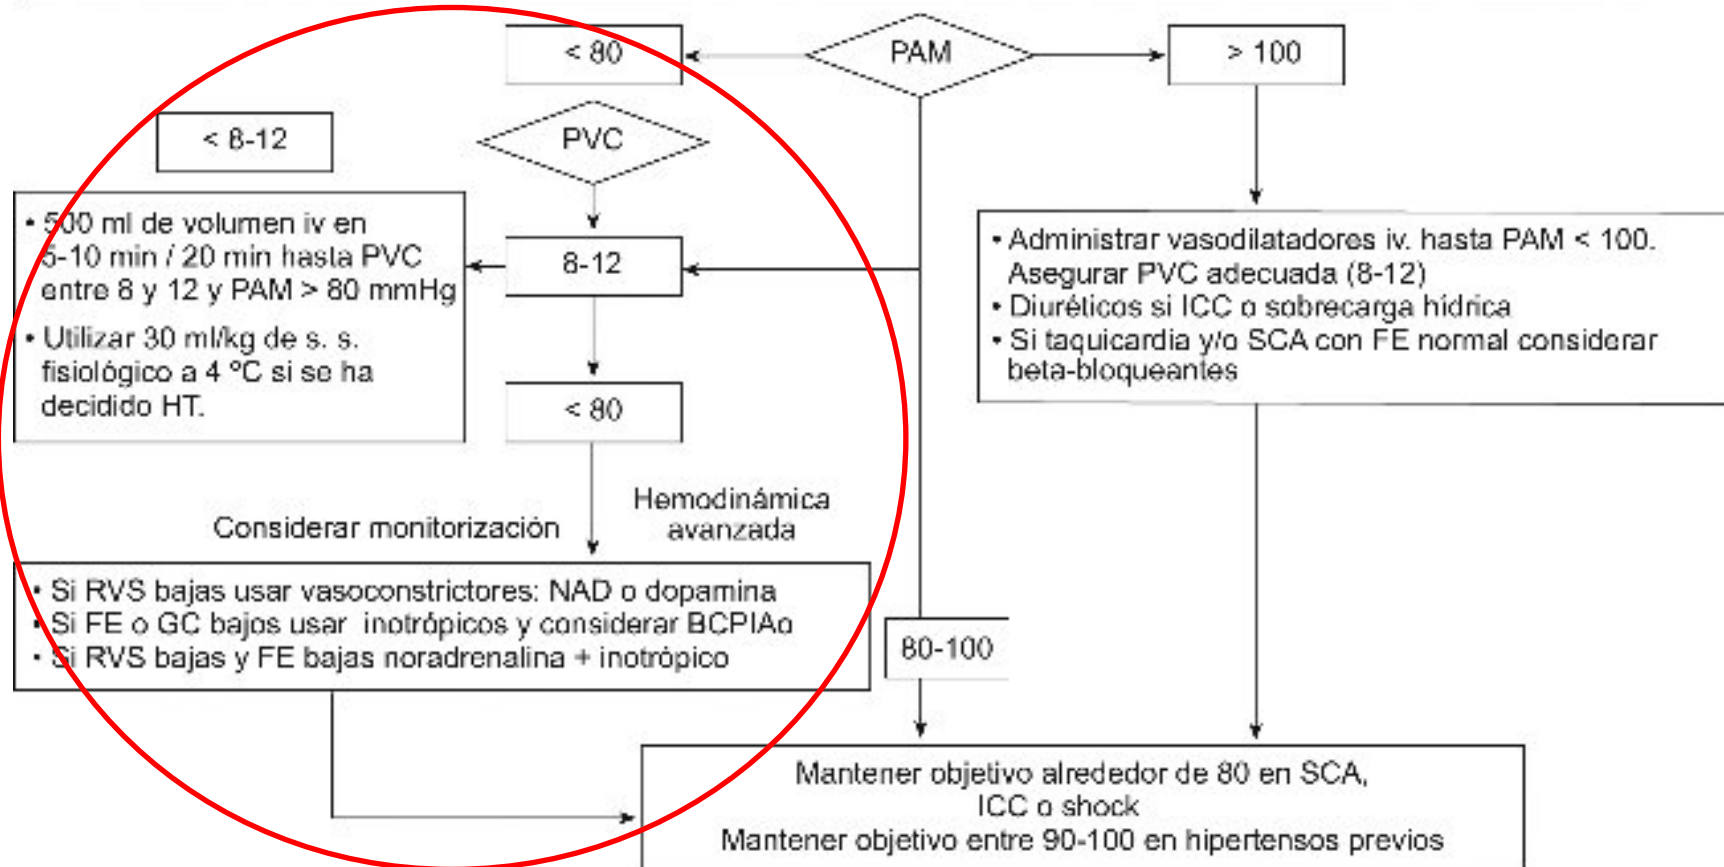 < 80
PAM
> 100
< 8-12
PVC
• 500 ml de volumen iv en
5-10 min / 20 min hasta PVC
entre 8 y 12 y PAM > 80 mmHg
• Utilizar 30 ml/kg de s. s.
fisiológico a 4 ºC si se ha
decidido HT.
8-12
< 80
• Administrar vasodilatadores iv. hasta PAM < 100.
Asegurar PVC adecuada (8-12)
• Diuréticos si ICC o sobrecarga hídrica
• Si taquicardia y/o SCA con FE normal considerar
beta-bloqueantes
Considerar monitorización
Hemodinámica
avanzada
• Si RVS bajas usar vasoconstrictores: NAD o dopamina
• Si FE o GC bajos usar inotrópicos y considerar BCPIAo
• Si RVS bajas y FE bajas noradrenalina + inotrópico
80-100
Mantener objetivo alrededor de 80 en SCA,
ICC o shock
Mantener objetivo entre 90-100 en hipertensos previos